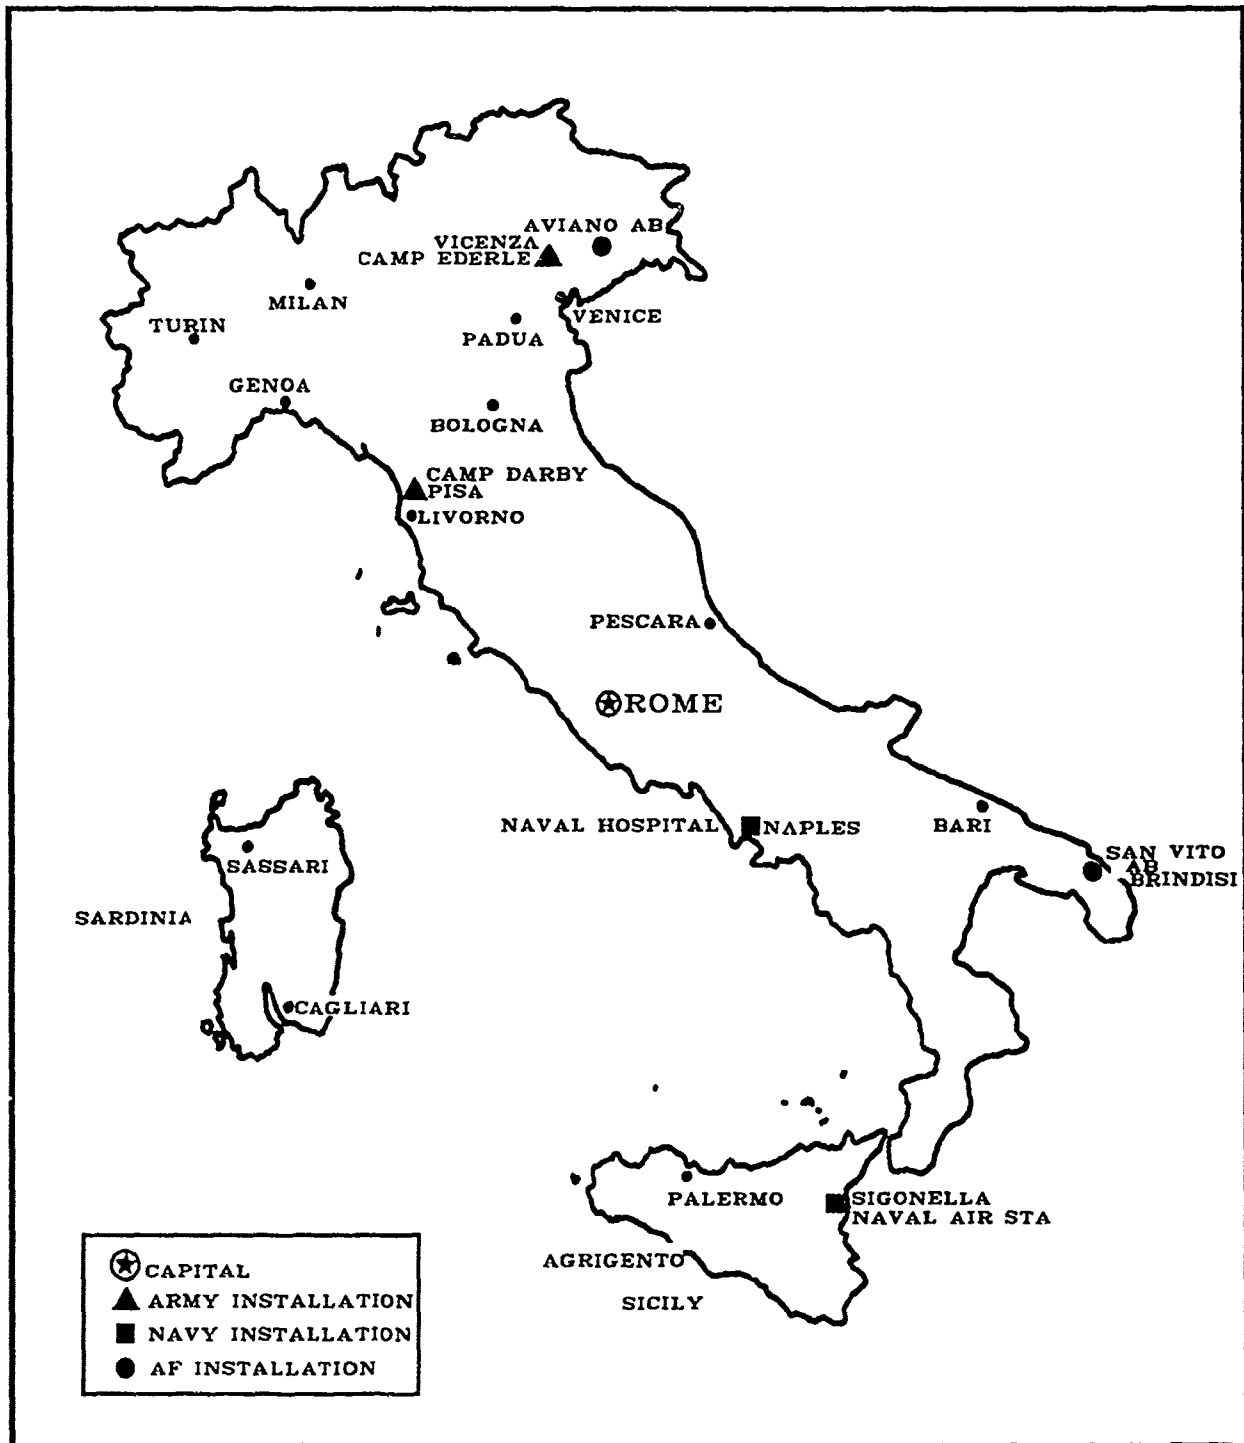 AVIANO AB
VICENZA
CAMP EDERLE
MILAN
VENICE
TURIN
PADUA
GENOA
BOLOGNA
CAMP DARBY
PISA
LIVORNO
PESCARA
ROME
NAVAL HOSPITAL
NAPLES
BARI
SAN VITO
AB
BRINDISI
SASSARI
SARDINIA
CAGLIARI
PALERMO
SIGONELLA
NAVAL AIR STA
AGRIGENTO
SICILY
CAPITAL
ARMY INSTALLATION
NAVY INSTALLATION
AF INSTALLATION